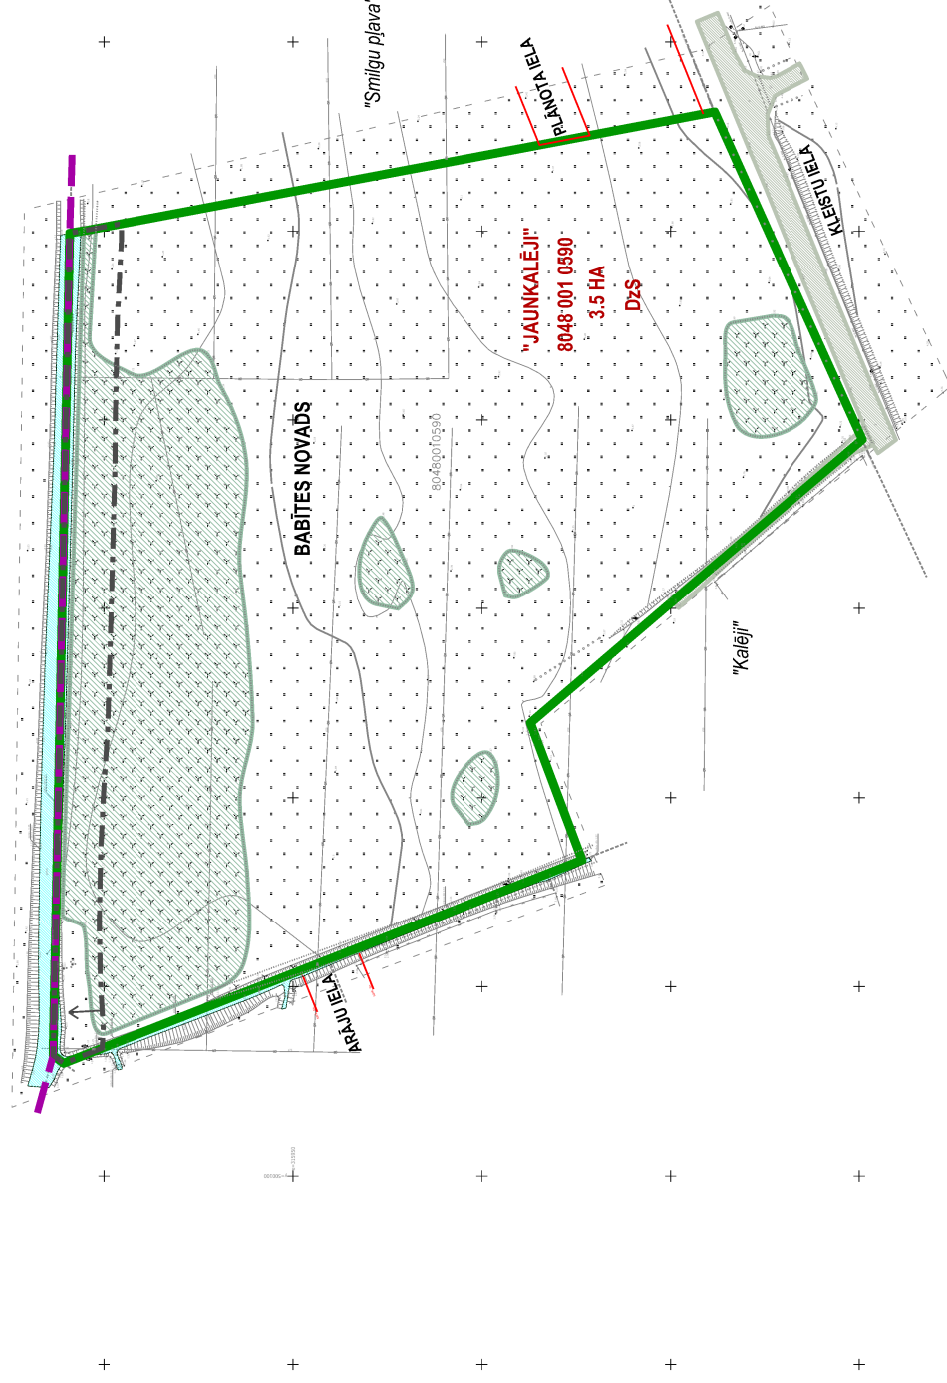 "Smilgu pļava"
PLĀNOTA IELA
KLEISTU IELA
"JAUNKALĒJI"
8048 001 0590
3.5 HA
DzS
BABĪTES NOVADS
80480010590
"Kalēji"
ARĀJU IELA